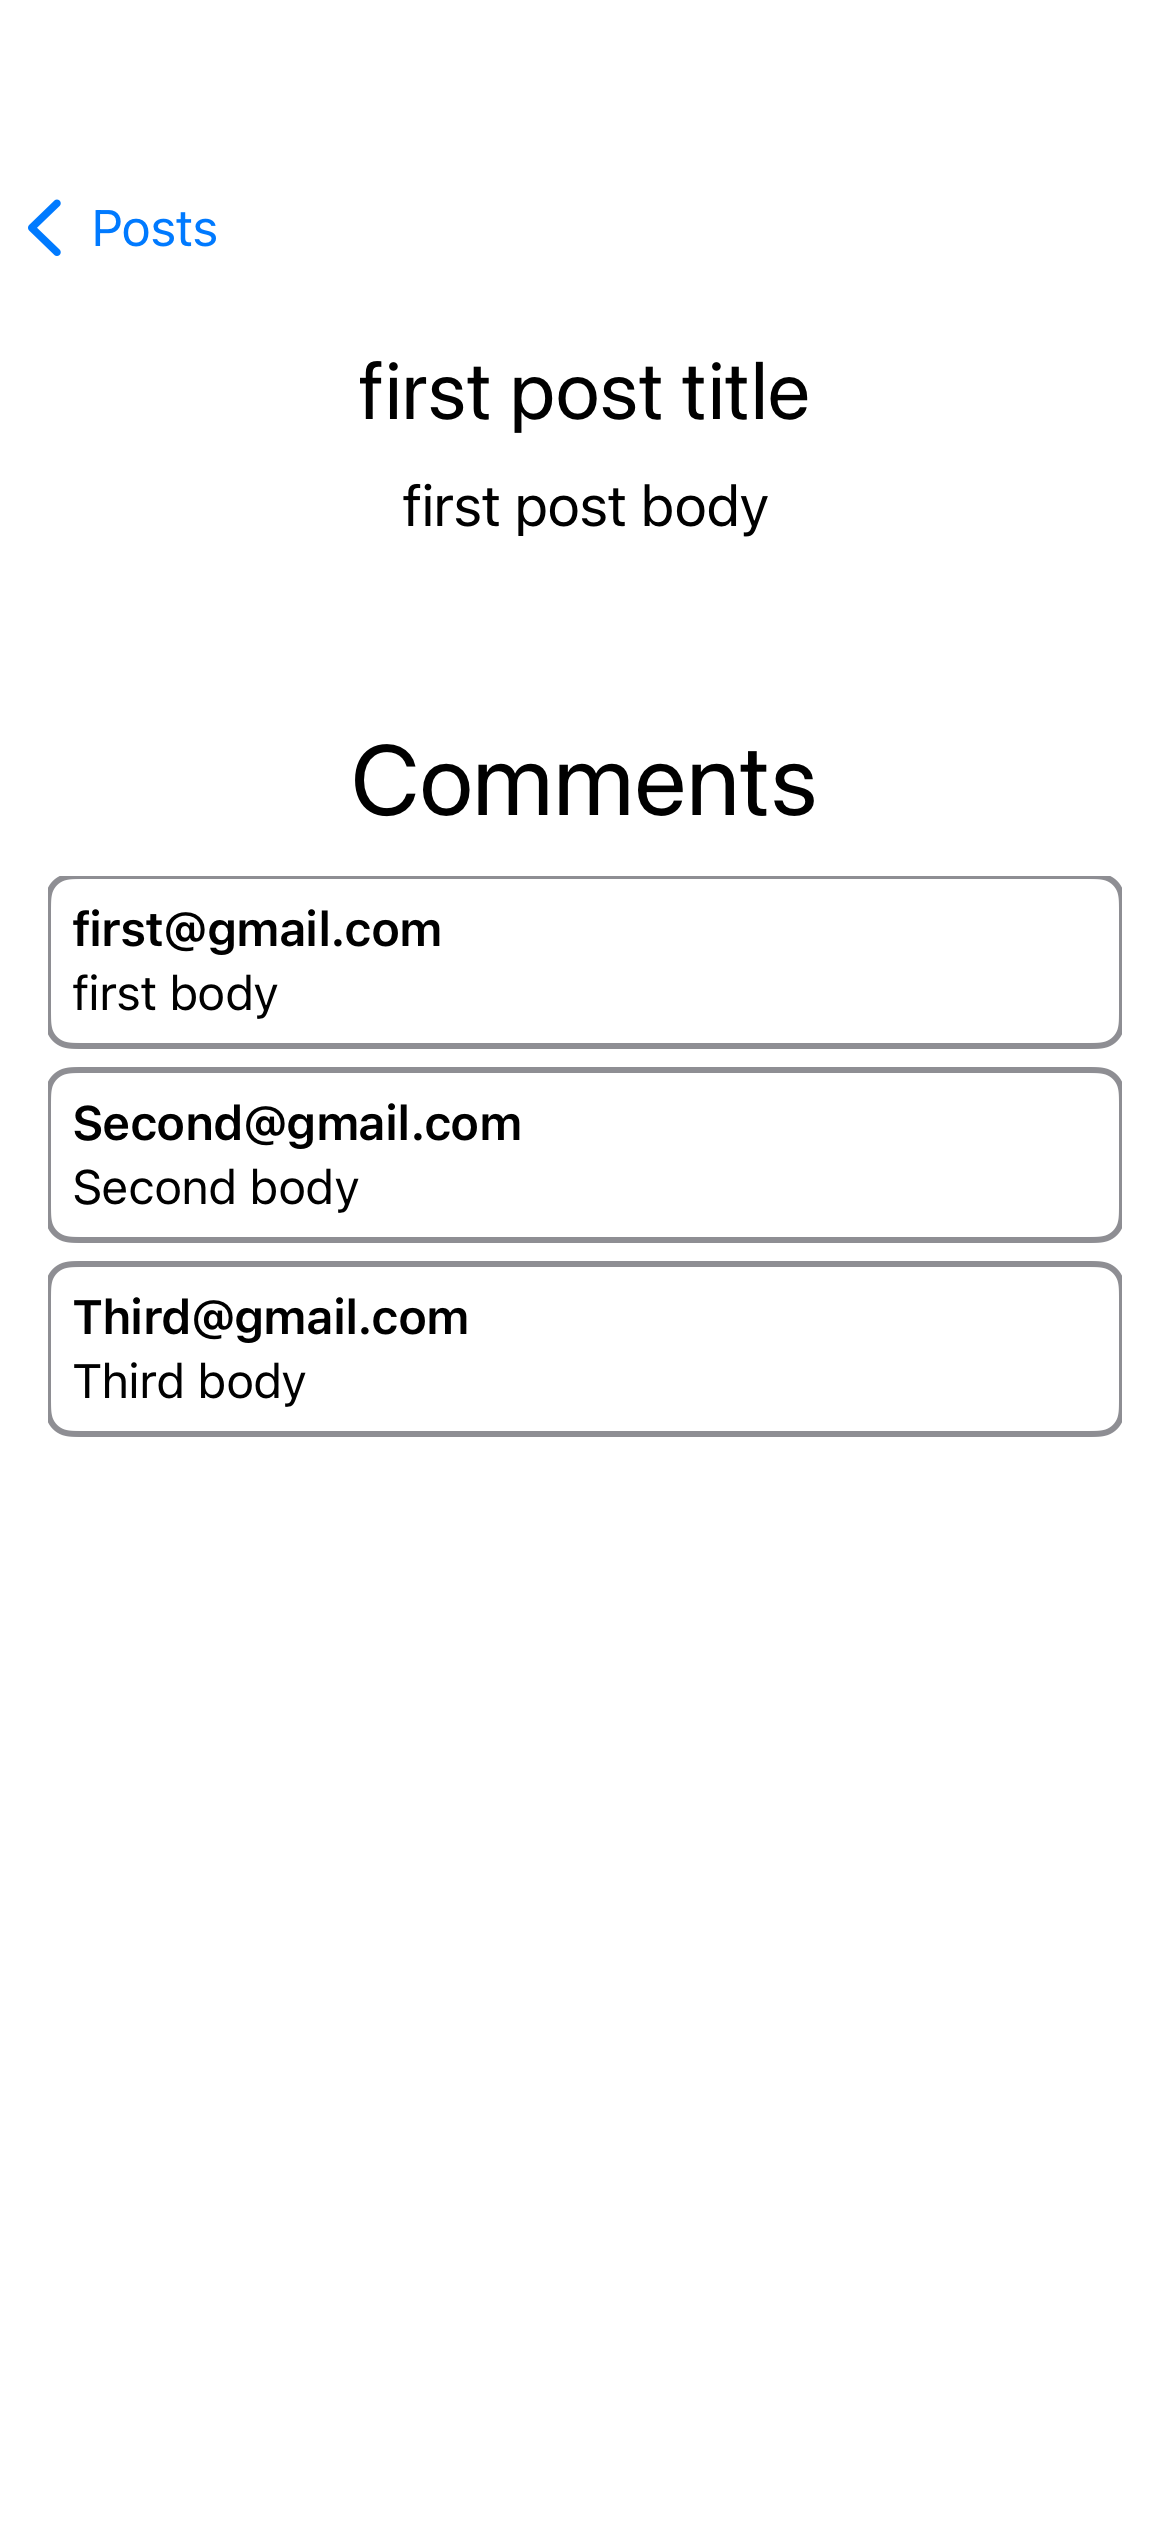 Posts
first post title
first post body
Comments
first@gmail.com
first body
Second@gmail.com
Second body
Third@gmail.com
Third body